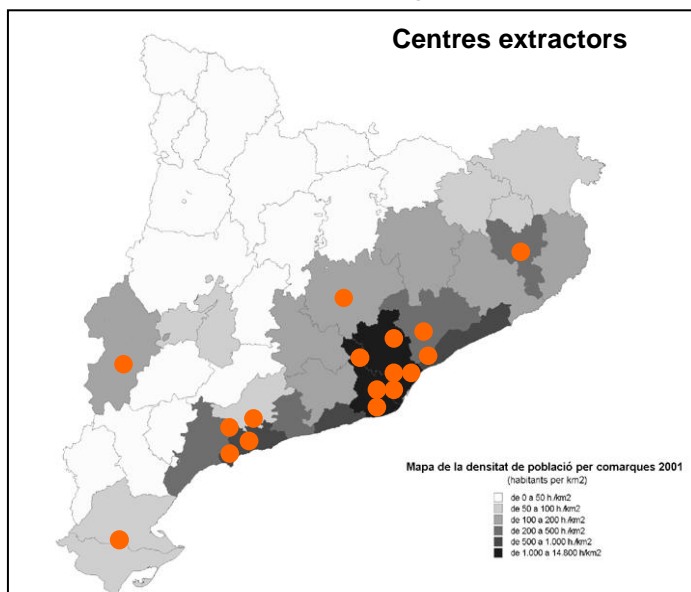 Centres extractors
Mapa de la densitat de població per comarques 2001
(habitants per km2)
de 0 a 50 h./km2
de 50 a 100 h./km2
de 100 a 200 h./km2
de 200 a 500 h./km2
de 500 a 1.000 h./km2
de 1.000 a 14.800 h/km2